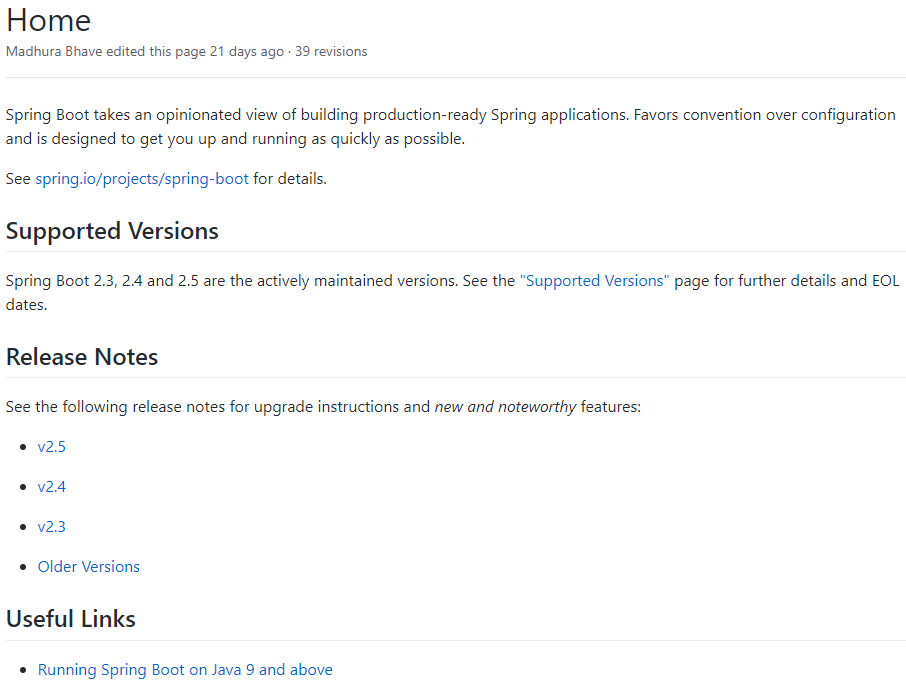 Home
Madhura Bhave edited this page 21 days ago · 39 revisions
Spring Boot takes an opinionated view of building production-ready Spring applications. Favors convention over configuration
and is designed to get you up and running as quickly as possible.
See spring.io/projects/spring-boot for details.
Supported Versions
Spring Boot 2.3, 2.4 and 2.5 are the actively maintained versions. See the "Supported Versions" page for further details and EOL
dates.
Release Notes
See the following release notes for upgrade instructions and new and noteworthy features:
• v2.5
• v2.4
• v2.3
• Older Versions
Useful Links
• Running Spring Boot on Java 9 and above